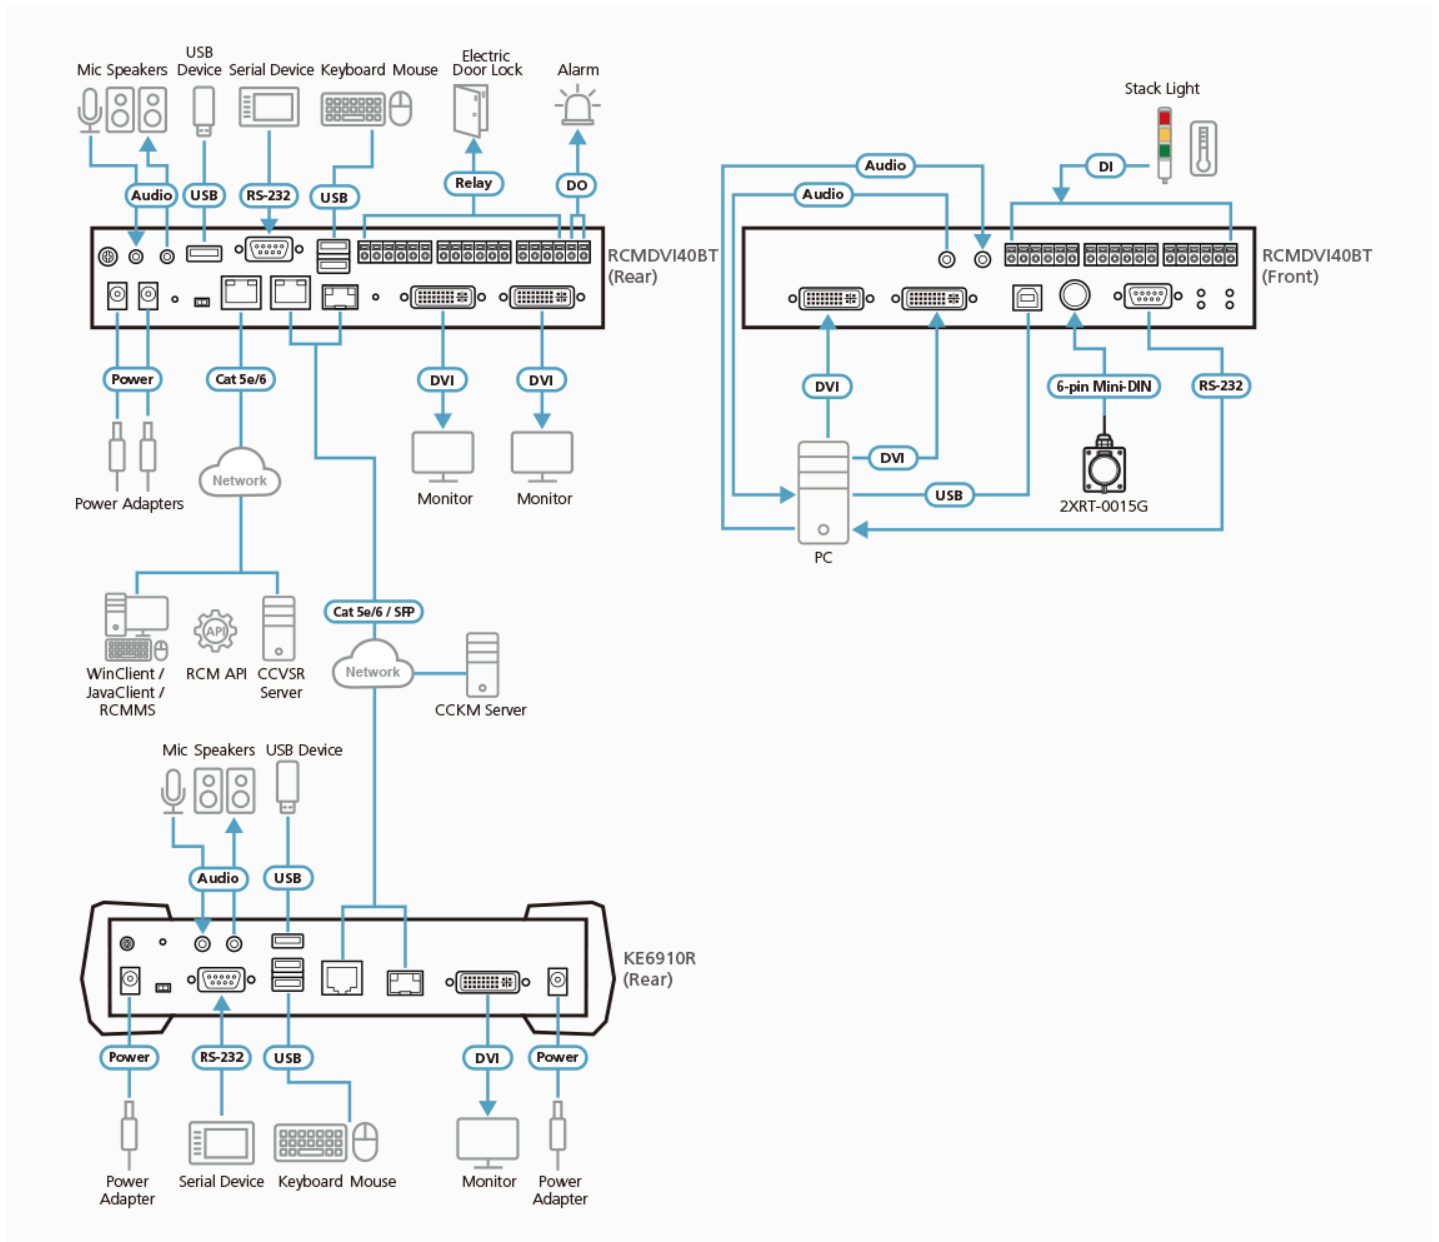 USB
Mic Speakers Device Serial Device Keyboard Mouse
Electric
Door Lock
Alarm
Audio
USB
RS-232
USB
Relay
DO
RCMDVI40BT
(Rear)
Power
Cat 5e/6
DVI
DVI
Network
Power Adapters
Monitor
Monitor
Cat 5e/6 / SFP
API
WinClient /
JavaClient /
RCMMS
RCM API
CCVSR
Server
Network
CCKM Server
Stack Light
Audio
DI
Audio
RCMDVI40BT
(Front)
DVI
6-pin Mini-DIN
RS-232
DVI
USB
2XRT-0015G
PC
Mic Speakers USB Device
Audio
USB
KE6910R
(Rear)
Power
RS-232
USB
DVI
Power
Power
Adapter
Serial Device
Keyboard Mouse
Monitor
Power
Adapter